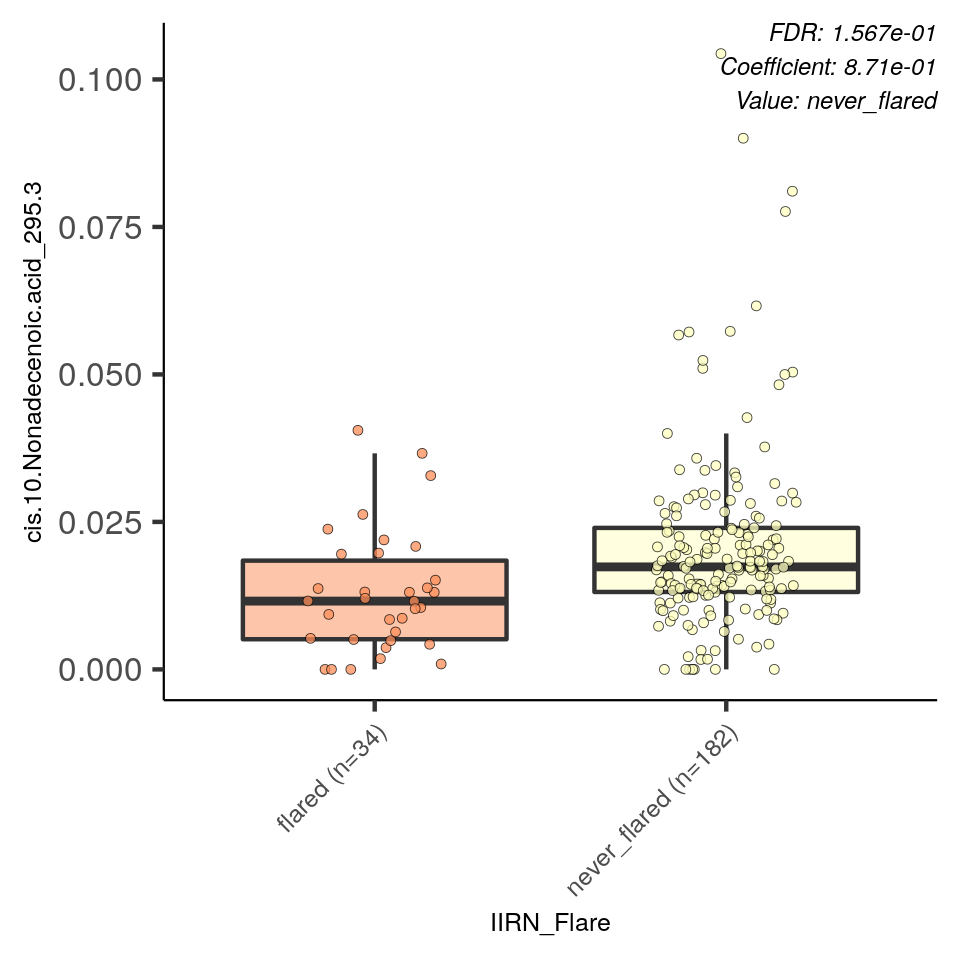 FDR: 1.567e-01
Coefficient: 8.71e-01
Value: never_flared
cis.10.Nonadecenoic.acid_295.3
0.100
0.075
0.050
0.025
0.000
flared (n=34)
never_flared (n=182)
IIRN_Flare